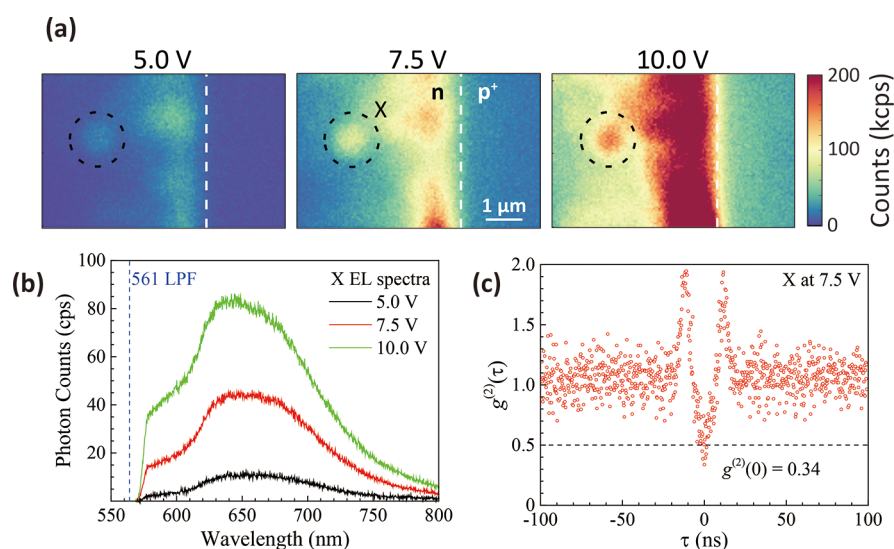 (a)
5.0 V
7.5 V
10.0 V
X
n
p⁺
1 μm
200
100
0
Counts (kcps)
(b)
100
80
60
40
20
Photon Counts (cps)
561 LPF
X EL spectra
5.0 V
7.5 V
10.0 V
550 600 650 700 750 800
Wavelength (nm)
(c)
2.0
1.5
1.0
0.5
0
g⁽²⁾(τ)
X at 7.5 V
g⁽²⁾(0) = 0.34
-100 -50 0 50 100
τ (ns)